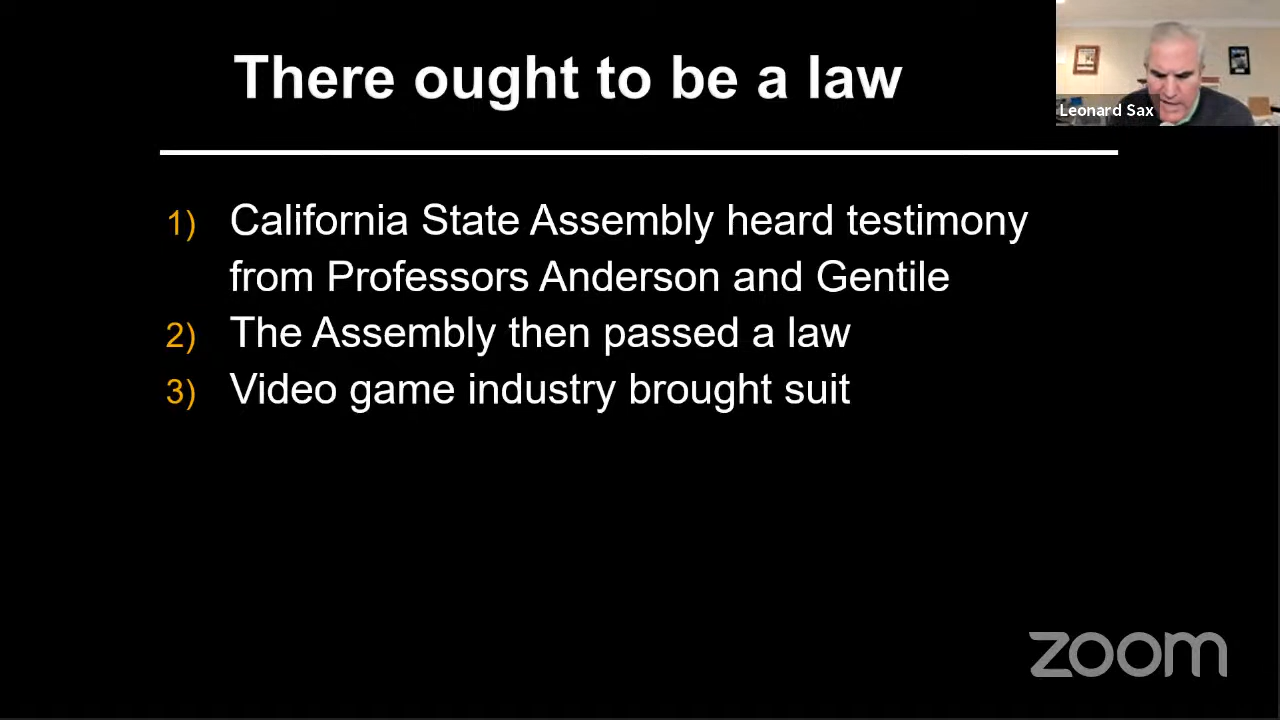 There ought to be a law
Leonard Sax
1) California State Assembly heard testimony
from Professors Anderson and Gentile
2) The Assembly then passed a law
3) Video game industry brought suit
zoom